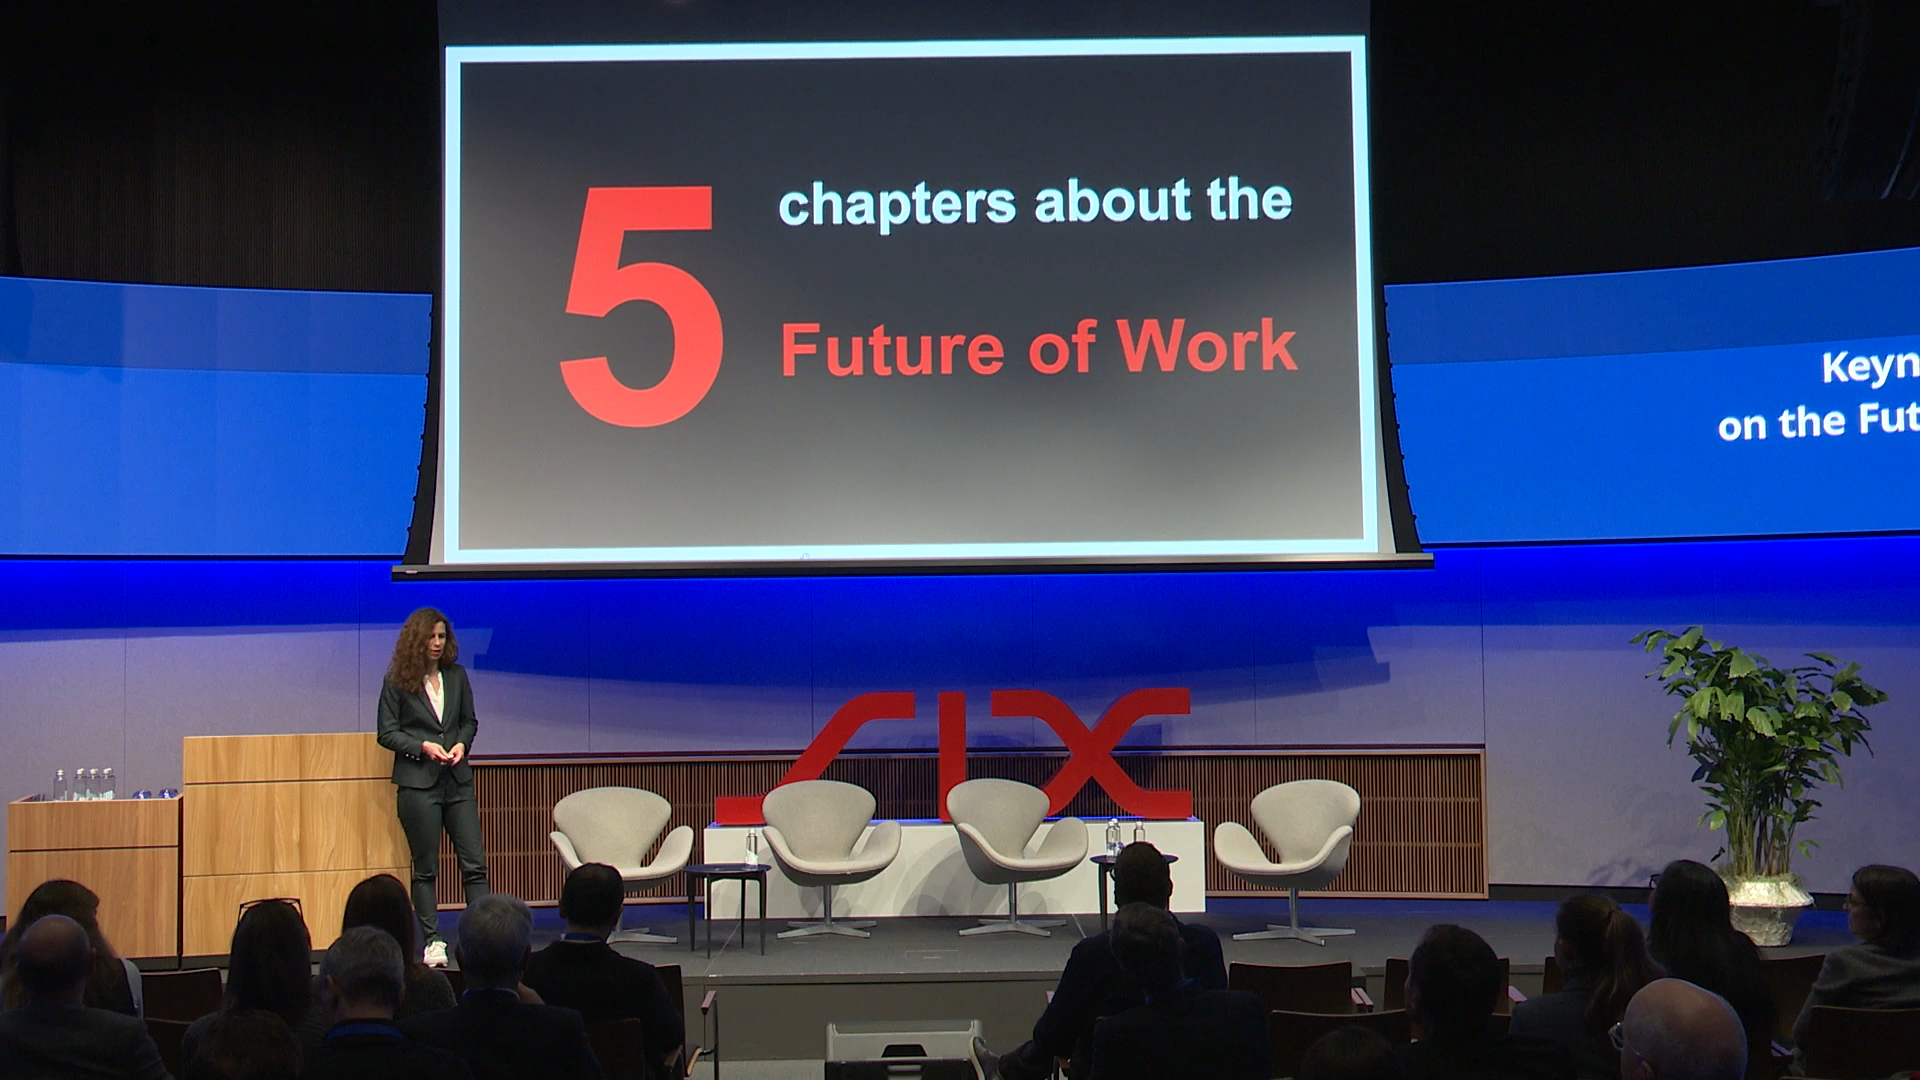 5
chapters about the
Future of Work
Keyn
on the Fut
SIX